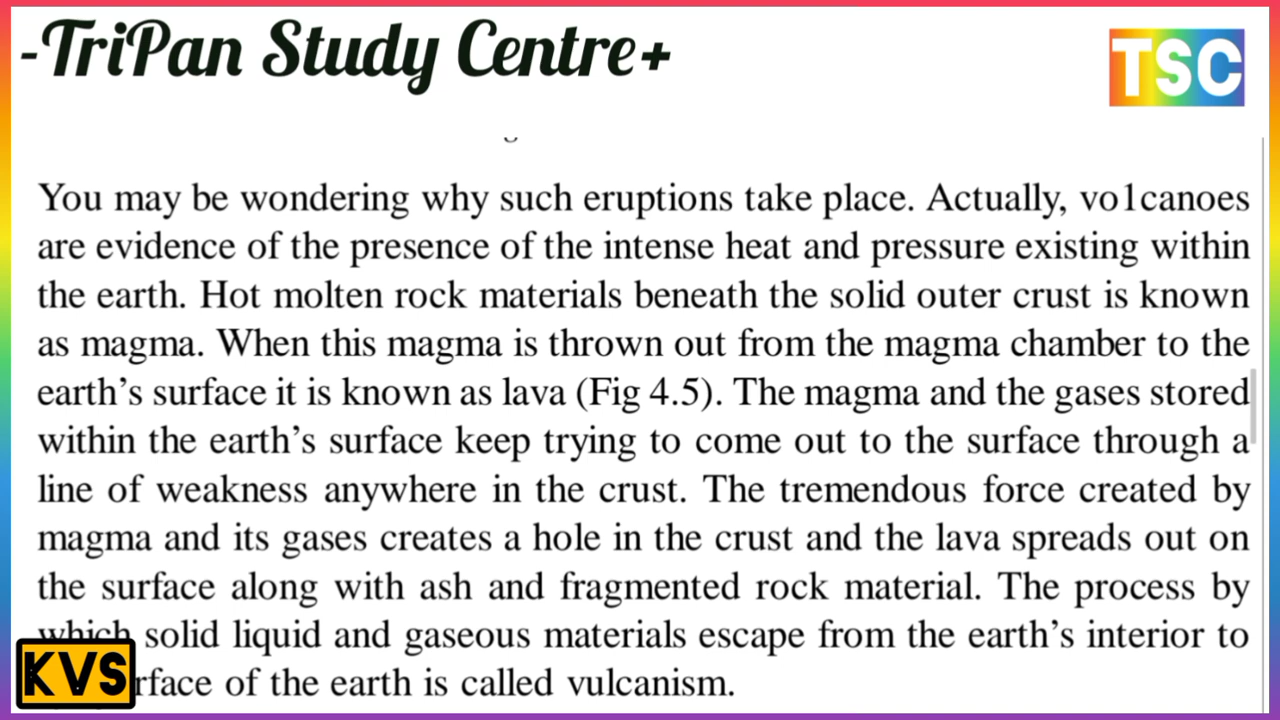 -TriPan Study Centre+
TSC
You may be wondering why such eruptions take place. Actually, vo1canoes
are evidence of the presence of the intense heat and pressure existing within
the earth. Hot molten rock materials beneath the solid outer crust is known
as magma. When this magma is thrown out from the magma chamber to the
earth’s surface it is known as lava (Fig 4.5). The magma and the gases stored
within the earth’s surface keep trying to come out to the surface through a
line of weakness anywhere in the crust. The tremendous force created by
magma and its gases creates a hole in the crust and the lava spreads out on
the surface along with ash and fragmented rock material. The process by
which solid liquid and gaseous materials escape from the earth’s interior to
rface of the earth is called vulcanism.
KVS